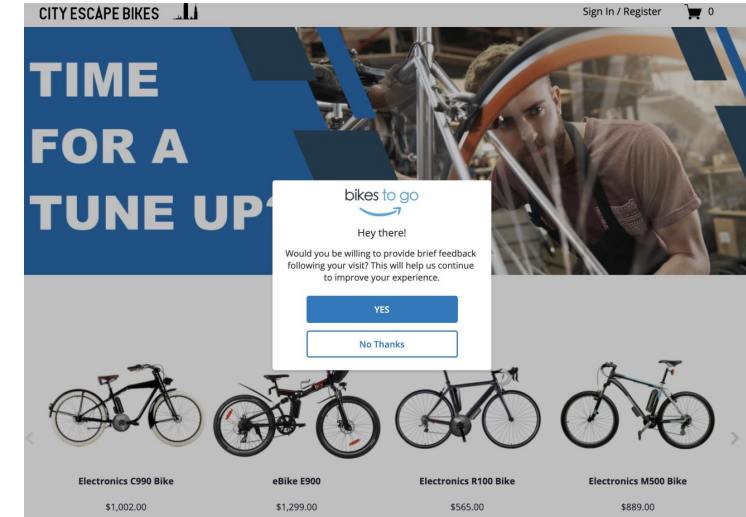 CITY ESCAPE BIKES
Sign In / Register
0
TIME
FOR A
TUNE UP?
bikes to go
Hey there!
Would you be willing to provide brief feedback
following your visit? This will help us continue
to improve your experience.
YES
No Thanks
Electronics C990 Bike
eBike E900
Electronics R100 Bike
Electronics M500 Bike
$1,002.00
$1,299.00
$565.00
$889.00